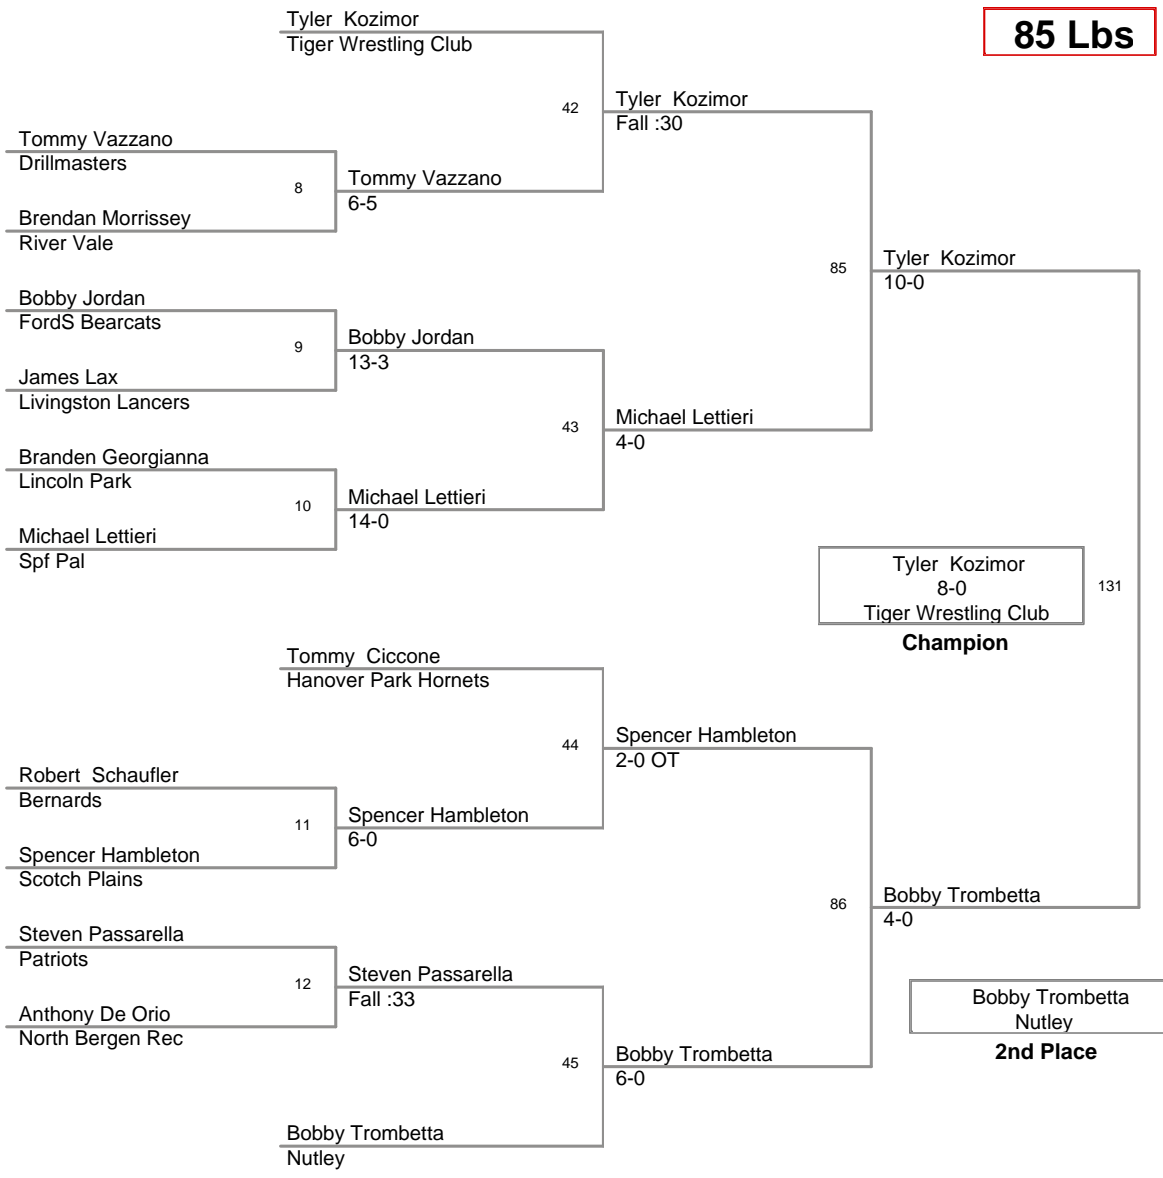 Tyler  Kozimor
Tiger Wrestling Club
85 Lbs
42
Tyler  Kozimor
Fall :30
Tommy Vazzano
Drillmasters
8
Tommy Vazzano
6-5
Brendan Morrissey
River Vale
85
Tyler  Kozimor
10-0
Bobby Jordan
FordS Bearcats
9
Bobby Jordan
13-3
James Lax
Livingston Lancers
43
Michael Lettieri
4-0
Branden Georgianna
Lincoln Park
10
Michael Lettieri
14-0
Michael Lettieri
Spf Pal
Tyler  Kozimor
8-0
Tiger Wrestling Club
131
Champion
Tommy  Ciccone
Hanover Park Hornets
44
Spencer Hambleton
2-0 OT
Robert  Schaufler
Bernards
11
Spencer Hambleton
6-0
Spencer Hambleton
Scotch Plains
86
Bobby Trombetta
4-0
Steven Passarella
Patriots
12
Steven Passarella
Fall :33
Anthony De Orio
North Bergen Rec
Bobby Trombetta
Nutley
2nd Place
45
Bobby Trombetta
6-0
Bobby Trombetta
Nutley